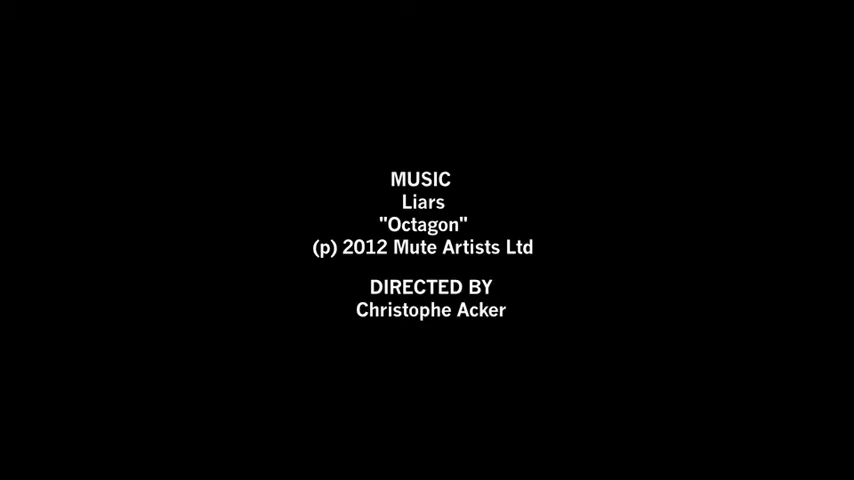 MUSIC
Liars
"Octagon"
(p) 2012 Mute Artists Ltd
DIRECTED BY
Christophe Acker